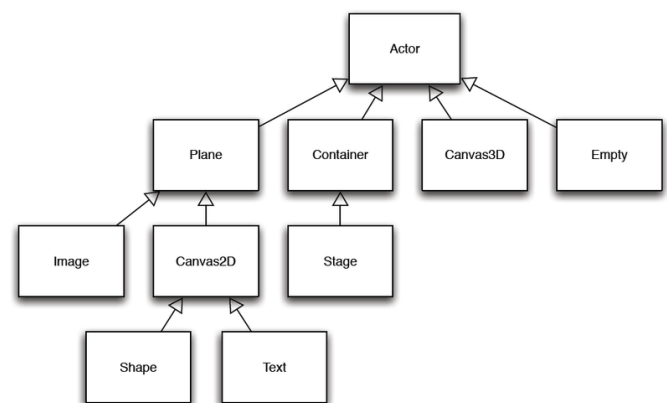 Actor
Plane
Container
Canvas3D
Empty
Image
Canvas2D
Stage
Shape
Text